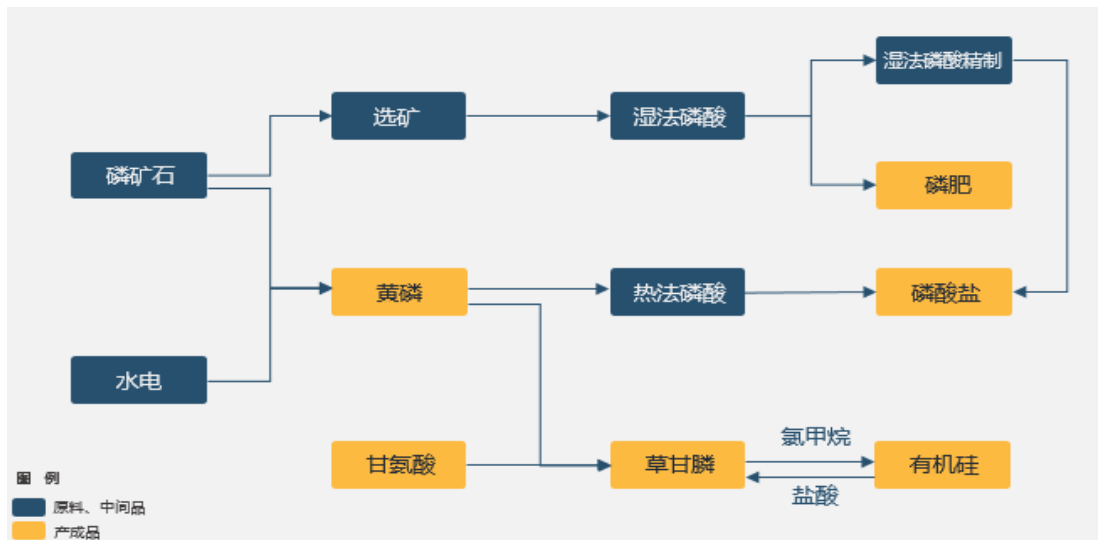 湿法磷酸精制
选矿
湿法磷酸
磷矿石
磷肥
黄磷
热法磷酸
磷酸盐
水电
氯甲烷
甘氨酸
草甘膦
有机硅
盐酸
图 例
原料、中间品
产成品